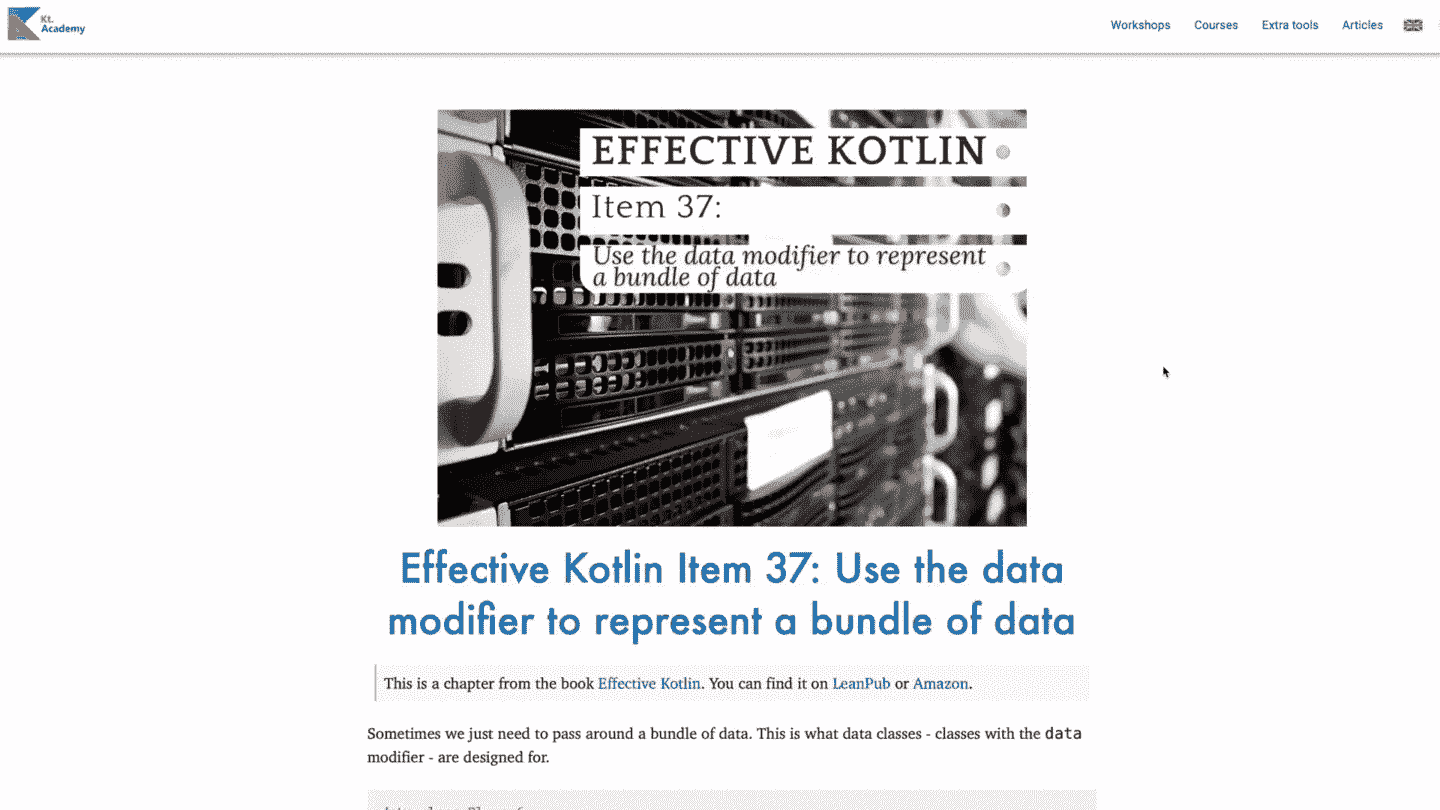 Kt.
Academy
Workshops Courses Extra tools Articles
EFFECTIVE KOTLIN
Item 37:
Use the data modifier to represent
a bundle of data
Effective Kotlin Item 37: Use the data
modifier to represent a bundle of data
This is a chapter from the book Effective Kotlin. You can find it on LeanPub or Amazon.
Sometimes we just need to pass around a bundle of data. This is what data classes - classes with the data
modifier - are designed for.